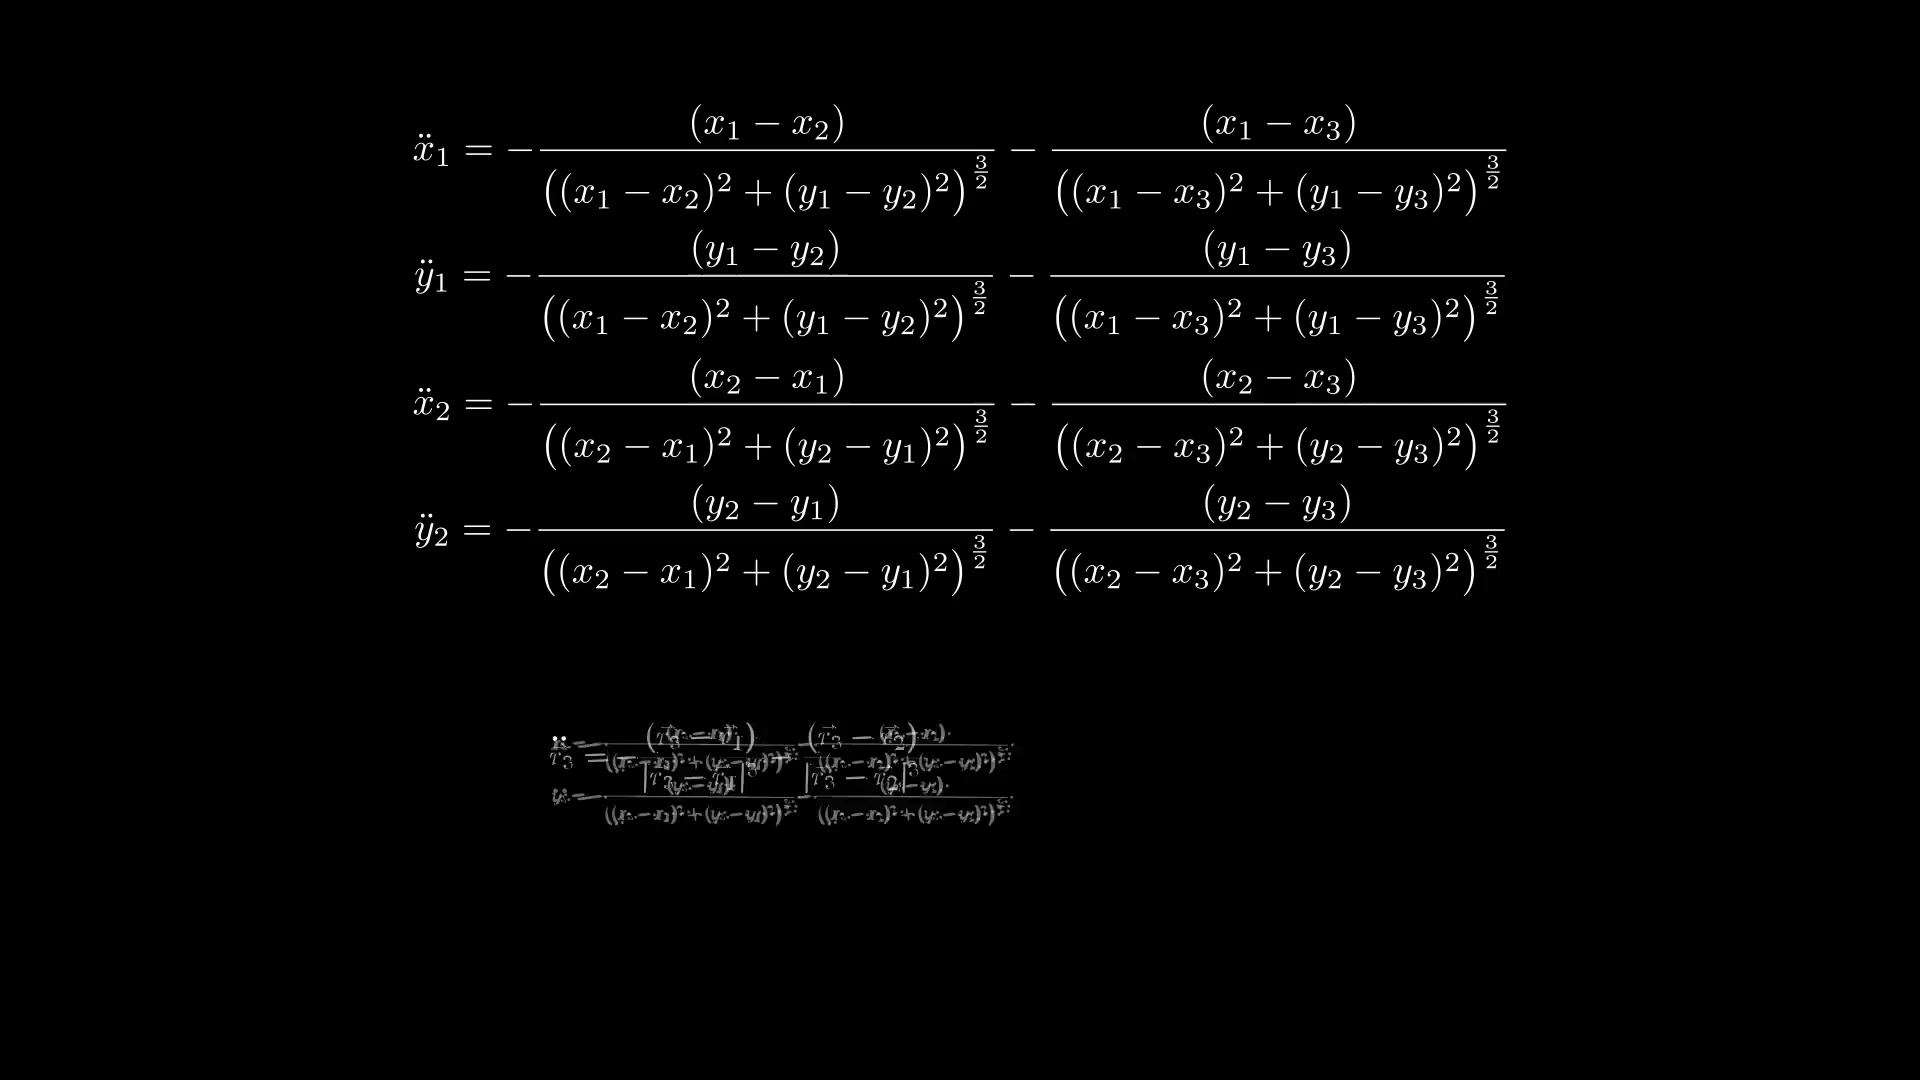 ẍ₁ = −(x₁ − x₂)/((x₁ − x₂)² + (y₁ − y₂)²)^(3/2) − (x₁ − x₃)/((x₁ − x₃)² + (y₁ − y₃)²)^(3/2)
ÿ₁ = −(y₁ − y₂)/((x₁ − x₂)² + (y₁ − y₂)²)^(3/2) − (y₁ − y₃)/((x₁ − x₃)² + (y₁ − y₃)²)^(3/2)
ẍ₂ = −(x₂ − x₁)/((x₂ − x₁)² + (y₂ − y₁)²)^(3/2) − (x₂ − x₃)/((x₂ − x₃)² + (y₂ − y₃)²)^(3/2)
ÿ₂ = −(y₂ − y₁)/((x₂ − x₁)² + (y₂ − y₁)²)^(3/2) − (y₂ − y₃)/((x₂ − x₃)² + (y₂ − y₃)²)^(3/2)